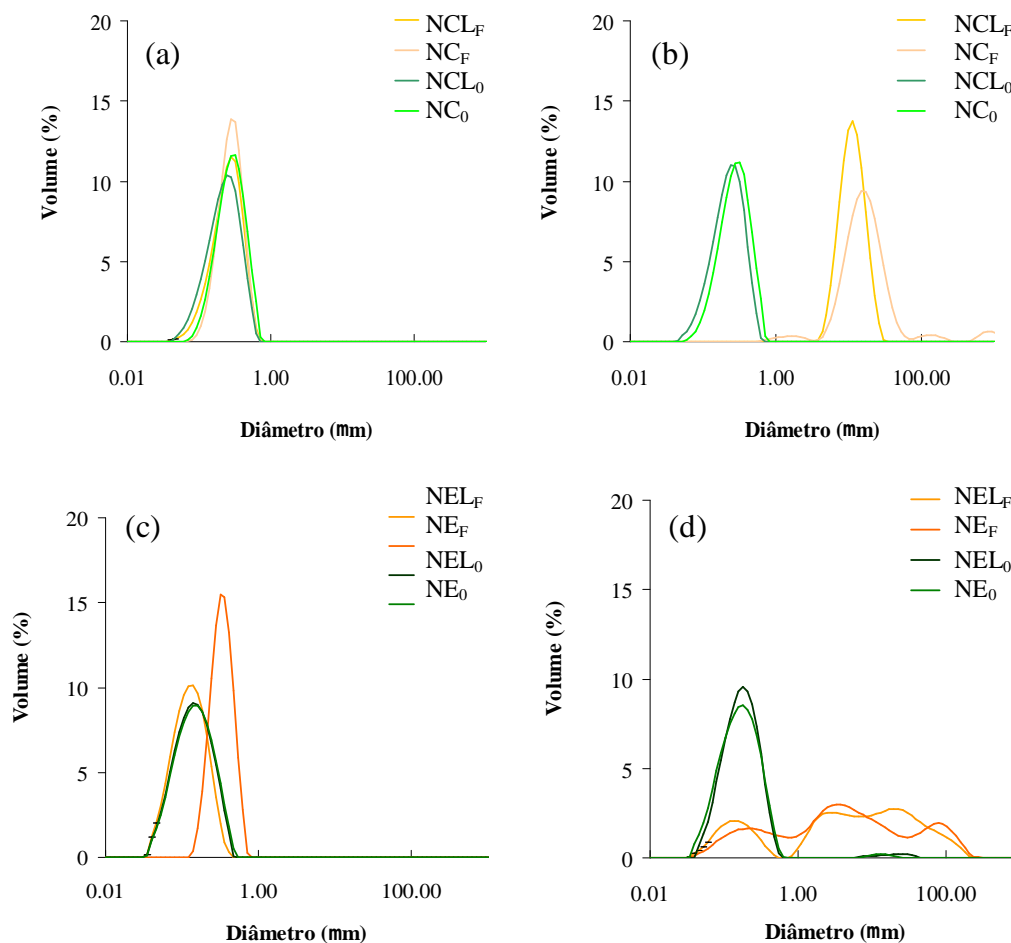 20
15
10
5
0
0.01 1.00 100.00
Volume (%)
Diâmetro (mm)
(a)
NCL_F
NC_F
NCL_0
NC_0
20
15
10
5
0
0.01 1.00 100.00
Volume (%)
Diâmetro (mm)
(b)
NCL_F
NC_F
NCL_0
NC_0
20
15
10
5
0
0.01 1.00 100.00
Volume (%)
Diâmetro (mm)
(c)
NEL_F
NE_F
NEL_0
NE_0
20
15
10
5
0
0.01 1.00 100.00
Volume (%)
Diâmetro (mm)
(d)
NEL_F
NE_F
NEL_0
NE_0